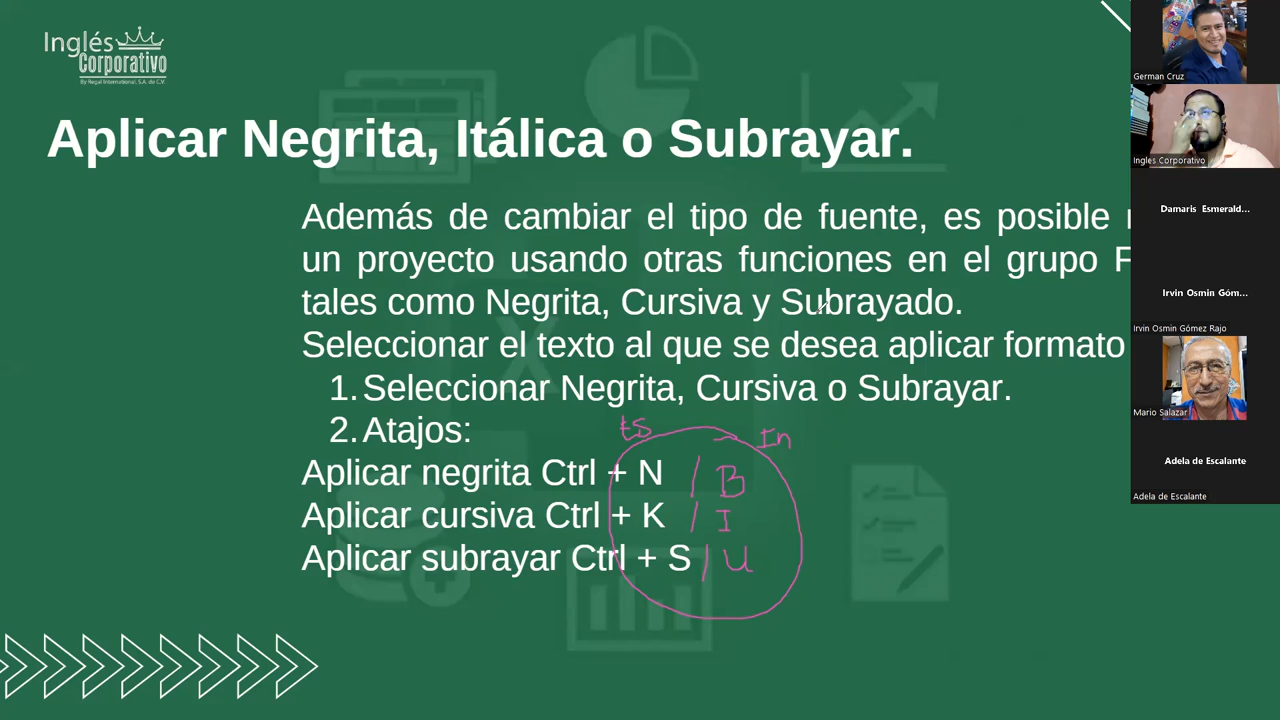 Inglés
Corporativo
By Regal International, S.A. de C.V.
Aplicar Negrita, Itálica o Subrayar.
Además de cambiar el tipo de fuente, es posible
un proyecto usando otras funciones en el grupo F
tales como Negrita, Cursiva y Subrayado.
Seleccionar el texto al que se desea aplicar formato
1. Seleccionar Negrita, Cursiva o Subrayar.
2. Atajos:
ts In
Aplicar negrita Ctrl + N / B
Aplicar cursiva Ctrl + K / I
Aplicar subrayar Ctrl + S / U
German Cruz
Ingles Corporativo
Damaris Esmerald...
Irvin Osmin Góm...
Irvin Osmin Gómez Rajo
Mario Salazar
Adela de Escalante
Adela de Escalante